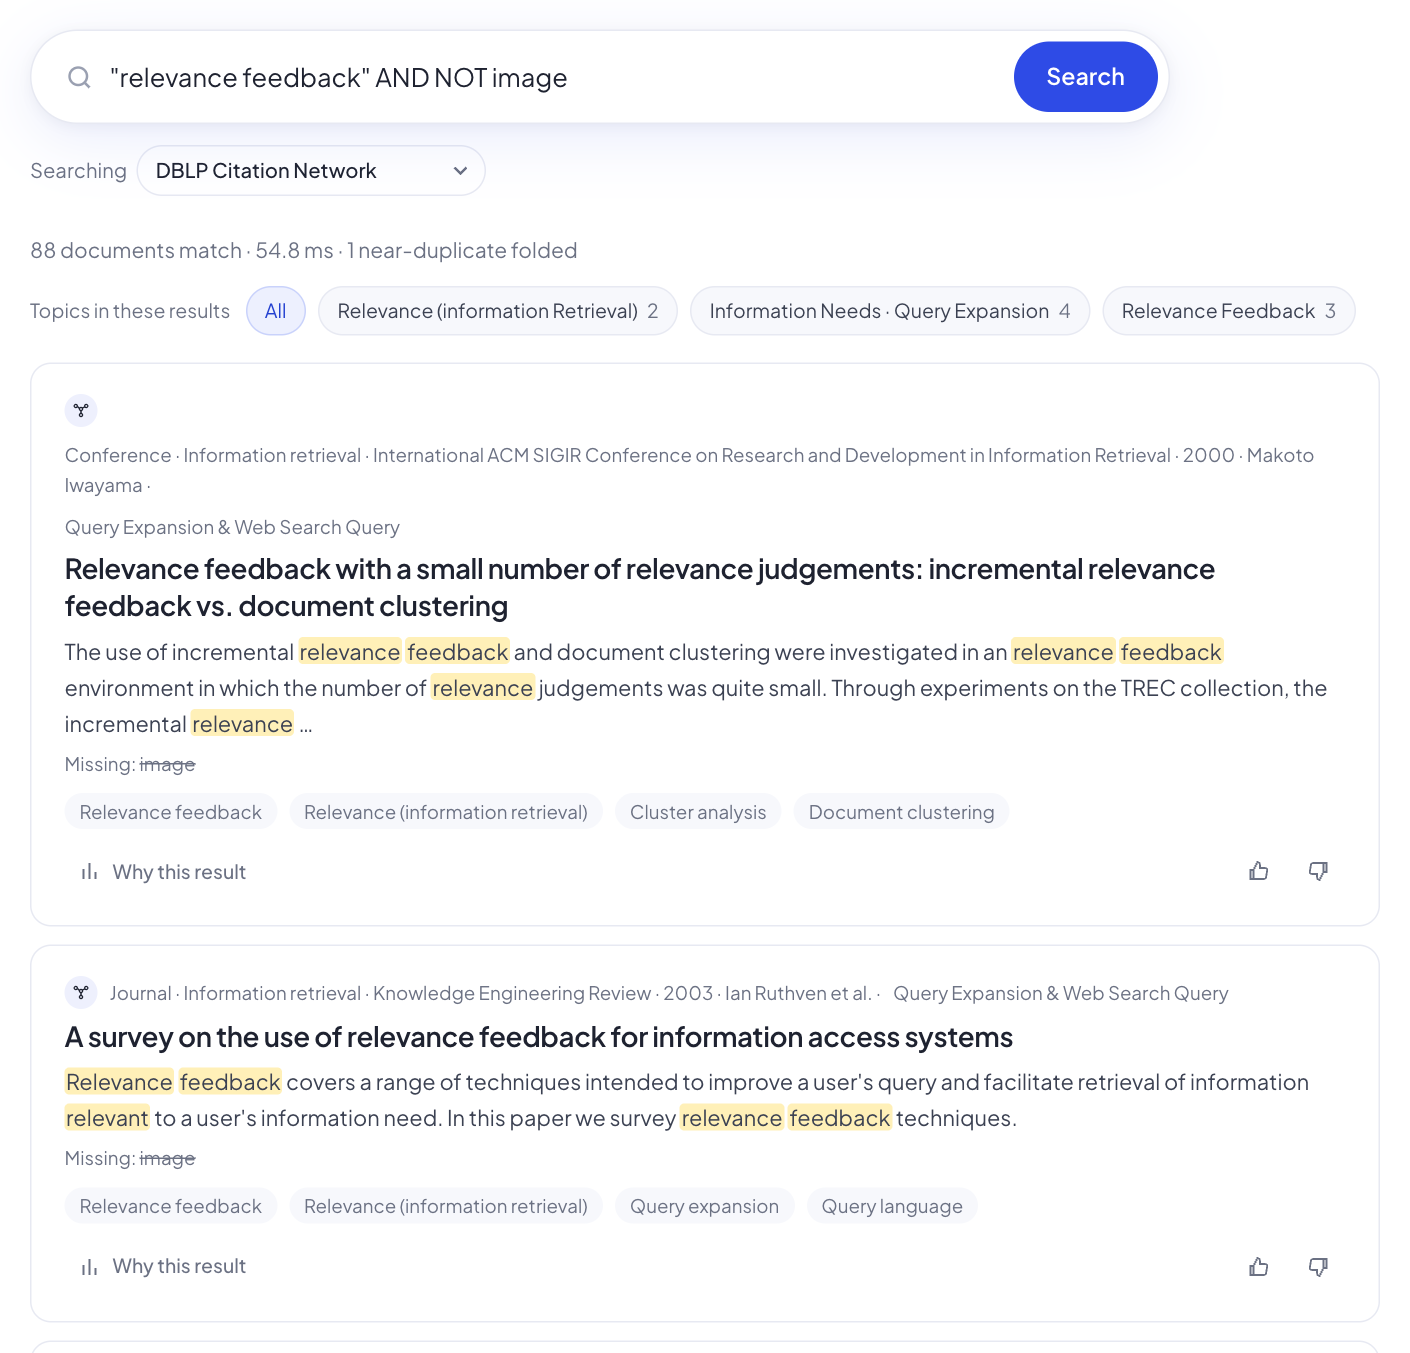 "relevance feedback" AND NOT image
Search
Searching
DBLP Citation Network
88 documents match · 54.8 ms · 1 near-duplicate folded
Topics in these results
All
Relevance (information Retrieval) 2
Information Needs · Query Expansion 4
Relevance Feedback 3
Conference · Information retrieval · International ACM SIGIR Conference on Research and Development in Information Retrieval · 2000 · Makoto
Iwayama ·
Query Expansion & Web Search Query
Relevance feedback with a small number of relevance judgements: incremental relevance
feedback vs. document clustering
The use of incremental relevance feedback and document clustering were investigated in an relevance feedback
environment in which the number of relevance judgements was quite small. Through experiments on the TREC collection, the
incremental relevance ...
Missing: image
Relevance feedback
Relevance (information retrieval)
Cluster analysis
Document clustering
Why this result
Journal · Information retrieval · Knowledge Engineering Review · 2003 · Ian Ruthven et al. · Query Expansion & Web Search Query
A survey on the use of relevance feedback for information access systems
Relevance feedback covers a range of techniques intended to improve a user's query and facilitate retrieval of information
relevant to a user's information need. In this paper we survey relevance feedback techniques.
Missing: image
Relevance feedback
Relevance (information retrieval)
Query expansion
Query language
Why this result